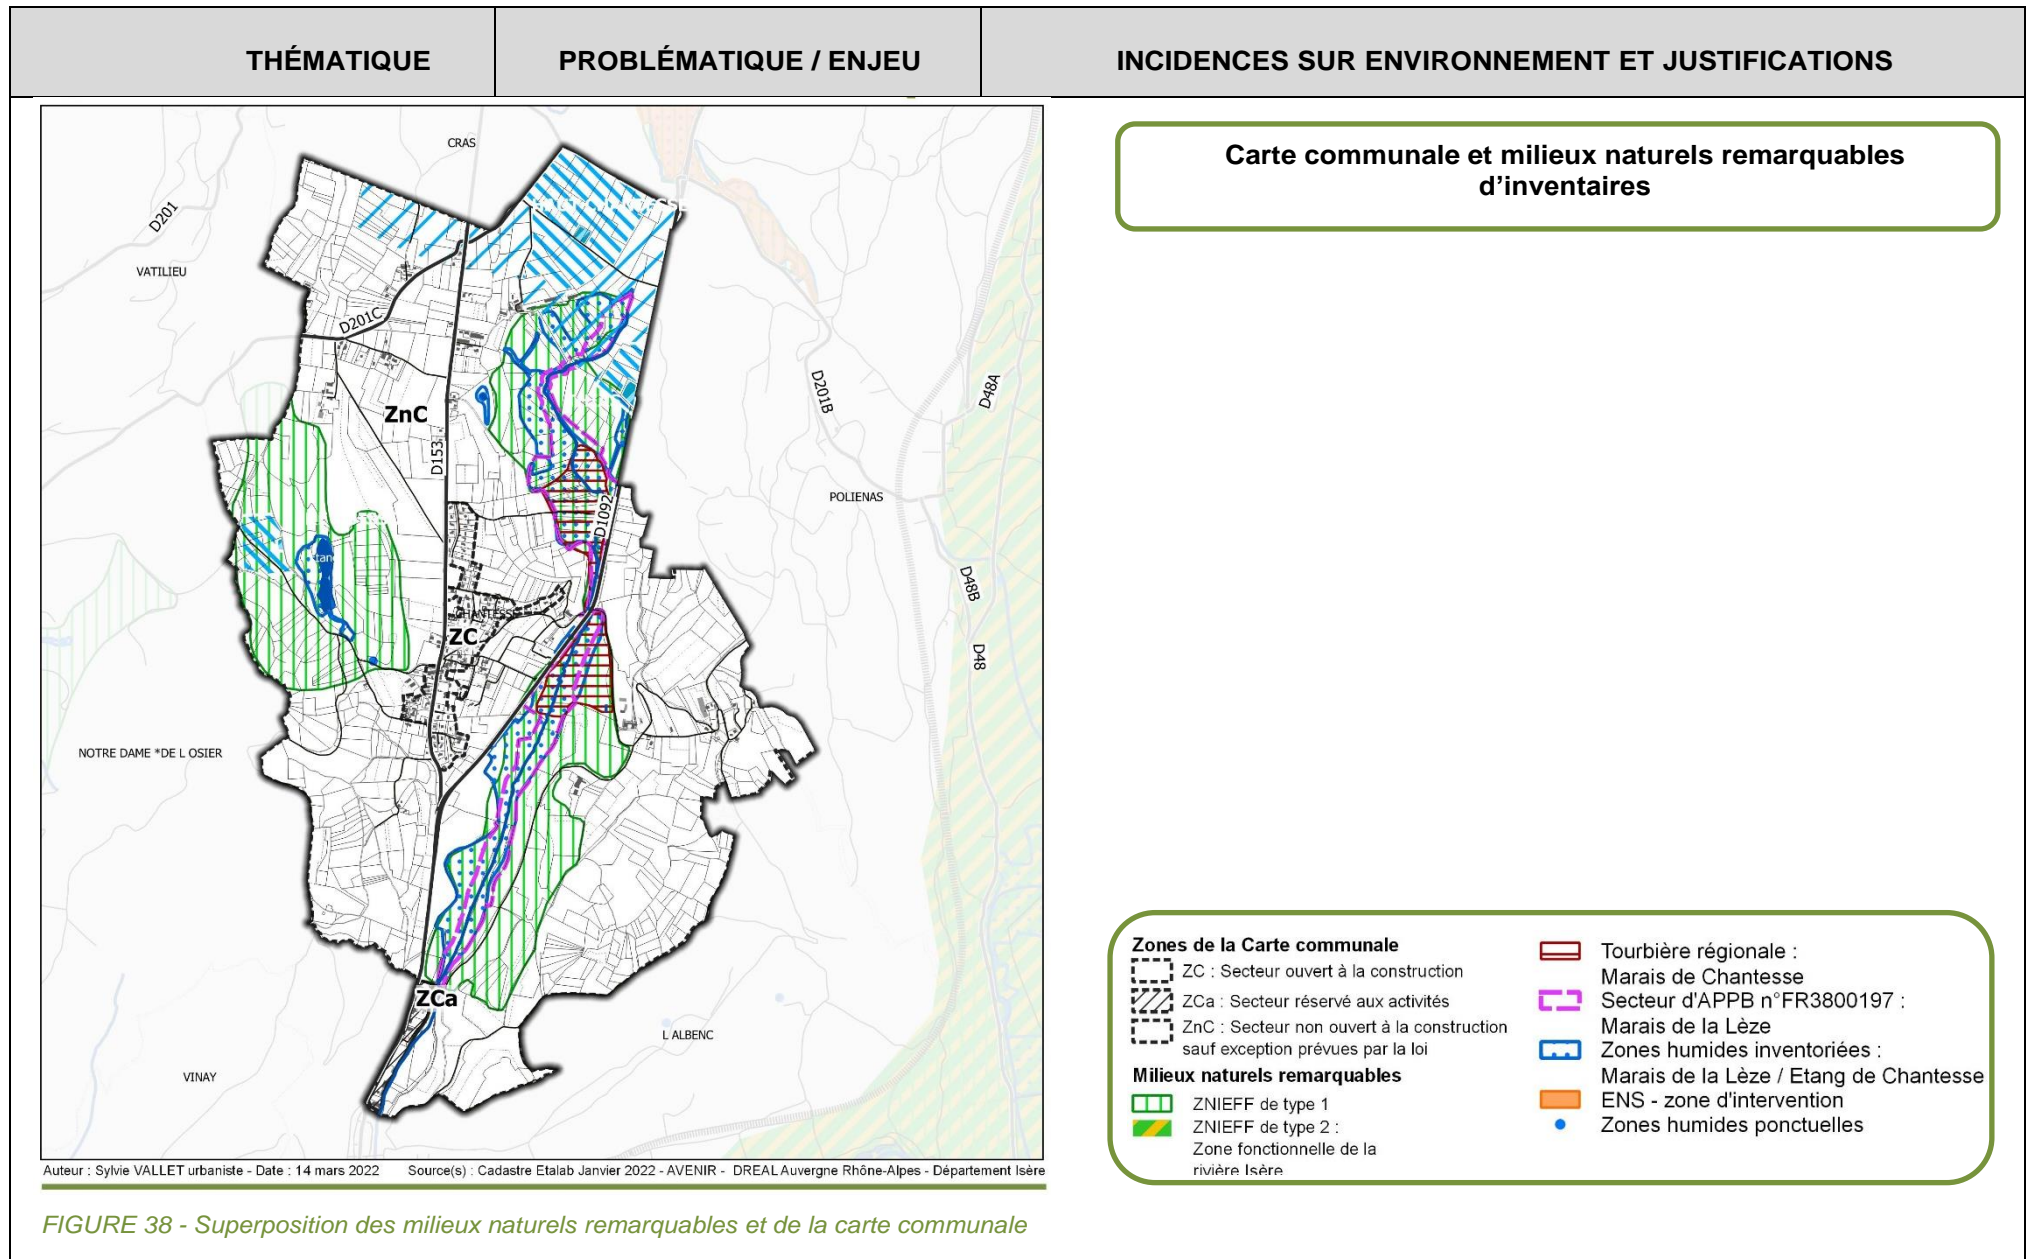 THÉMATIQUE
PROBLÉMATIQUE / ENJEU
INCIDENCES SUR ENVIRONNEMENT ET JUSTIFICATIONS
CRAS
D201
VATILIEU
D201C
ZnC
D153
D201B
D48A
POLIENAS
D1092
D48B
CHANTESSE
ZC
D48
NOTRE DAME *DE L OSIER
ZCa
L ALBENC
VINAY
Auteur : Sylvie VALLET urbaniste - Date : 14 mars 2022
Source(s) : Cadastre Etalab Janvier 2022 - AVENIR - DREAL Auvergne Rhône-Alpes - Département Isère
FIGURE 38 - Superposition des milieux naturels remarquables et de la carte communale
Carte communale et milieux naturels remarquables
d’inventaires
Zones de la Carte communale
ZC : Secteur ouvert à la construction
ZCa : Secteur réservé aux activités
ZnC : Secteur non ouvert à la construction
sauf exception prévues par la loi
Milieux naturels remarquables
ZNIEFF de type 1
ZNIEFF de type 2 :
Zone fonctionnelle de la
rivière Isère
Tourbière régionale :
Marais de Chantesse
Secteur d'APPB n°FR3800197 :
Marais de la Lèze
Zones humides inventoriées :
Marais de la Lèze / Etang de Chantesse
ENS - zone d'intervention
Zones humides ponctuelles